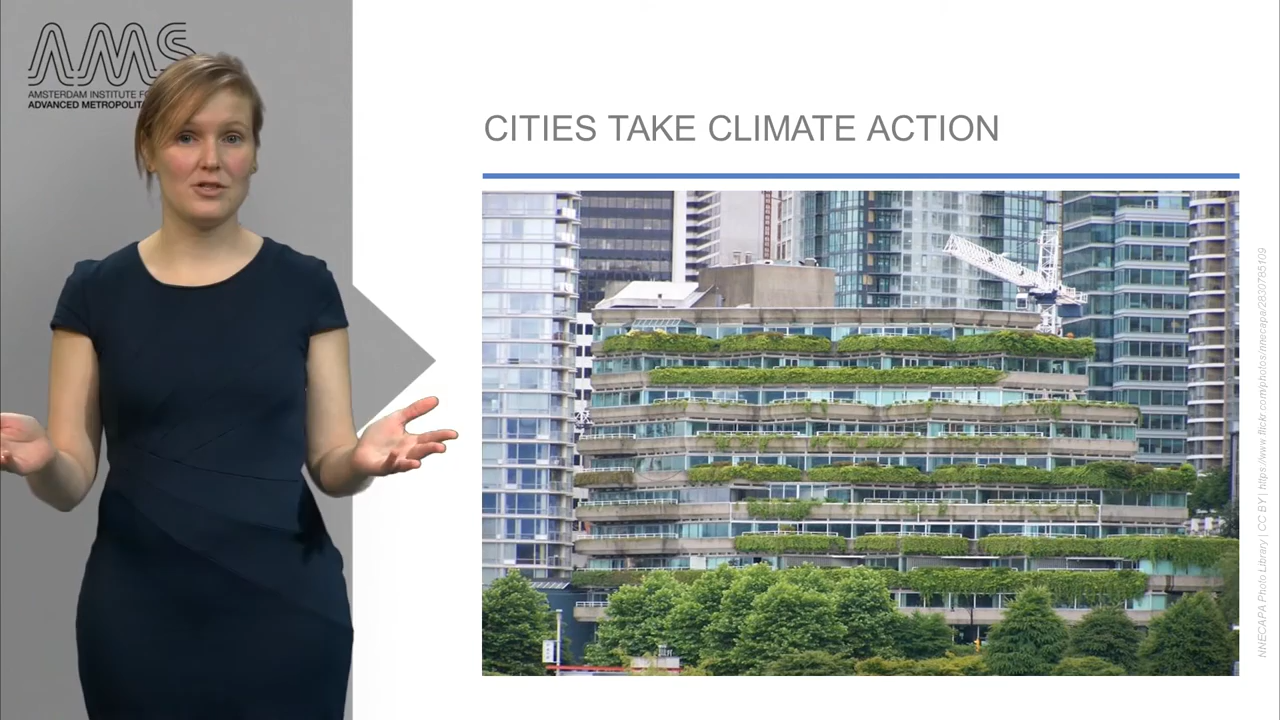 AMS
AMSTERDAM INSTITUTE FO
ADVANCED METROPOLIT
CITIES TAKE CLIMATE ACTION
NNECAPA Photo Library | CC BY | https://www.flickr.com/photos/nnecapa/2830785109